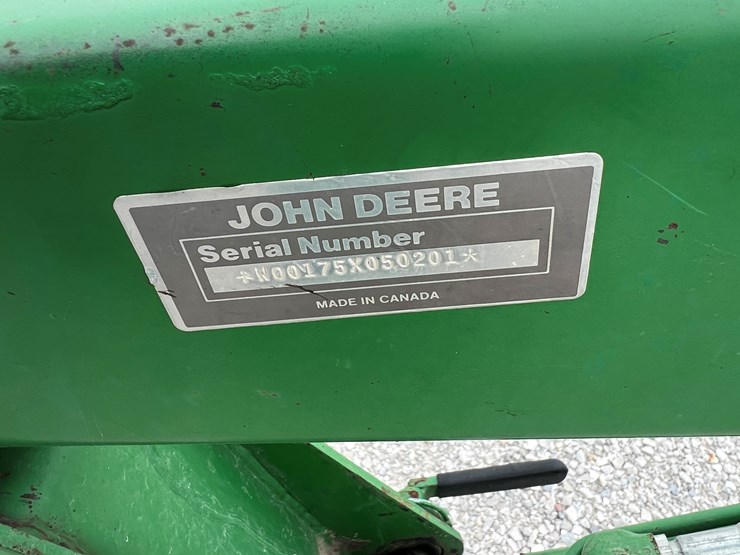 JOHN DEERE
Serial Number
*W00175X050201*
MADE IN CANADA